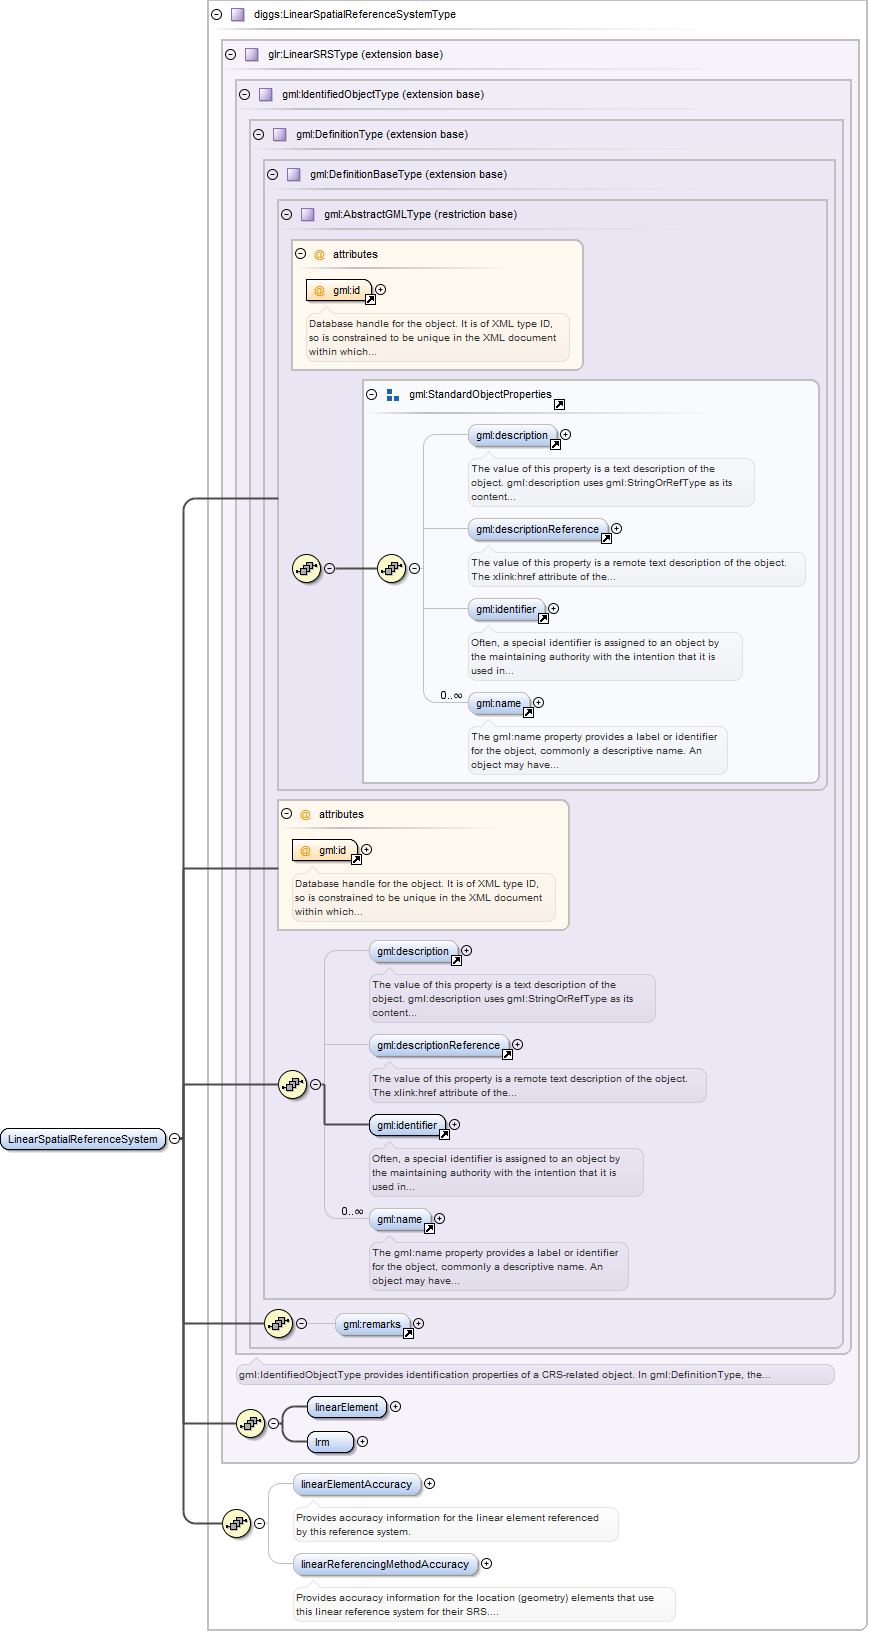 diggs:LinearSpatialReferenceSystemType
glr:LinearSRSType (extension base)
gml:IdentifiedObjectType (extension base)
gml:DefinitionType (extension base)
gml:DefinitionBaseType (extension base)
gml:AbstractGMLType (restriction base)
@ attributes
@ gml:id
Database handle for the object. It is of XML type ID,
so is constrained to be unique in the XML document
within which...
gml:StandardObjectProperties
gml:description
The value of this property is a text description of the
object. gml:description uses gml:StringOrRefType as its
content...
gml:descriptionReference
The value of this property is a remote text description of the object.
The xlink:href attribute of the...
gml:identifier
Often, a special identifier is assigned to an object by
the maintaining authority with the intention that it is
used in...
0..∞
gml:name
The gml:name property provides a label or identifier
for the object, commonly a descriptive name. An
object may have...
@ attributes
@ gml:id
Database handle for the object. It is of XML type ID,
so is constrained to be unique in the XML document
within which...
gml:description
The value of this property is a text description of the
object. gml:description uses gml:StringOrRefType as its
content...
gml:descriptionReference
The value of this property is a remote text description of the object.
The xlink:href attribute of the...
gml:identifier
LinearSpatialReferenceSystem
Often, a special identifier is assigned to an object by
the maintaining authority with the intention that it is
used in...
0..∞
gml:name
The gml:name property provides a label or identifier
for the object, commonly a descriptive name. An
object may have...
gml:remarks
gml:IdentifiedObjectType provides identification properties of a CRS-related object. In gml:DefinitionType, the...
linearElement
lrm
linearElementAccuracy
Provides accuracy information for the linear element referenced
by this reference system.
linearReferencingMethodAccuracy
Provides accuracy information for the location (geometry) elements that use
this linear reference system for their SRS....